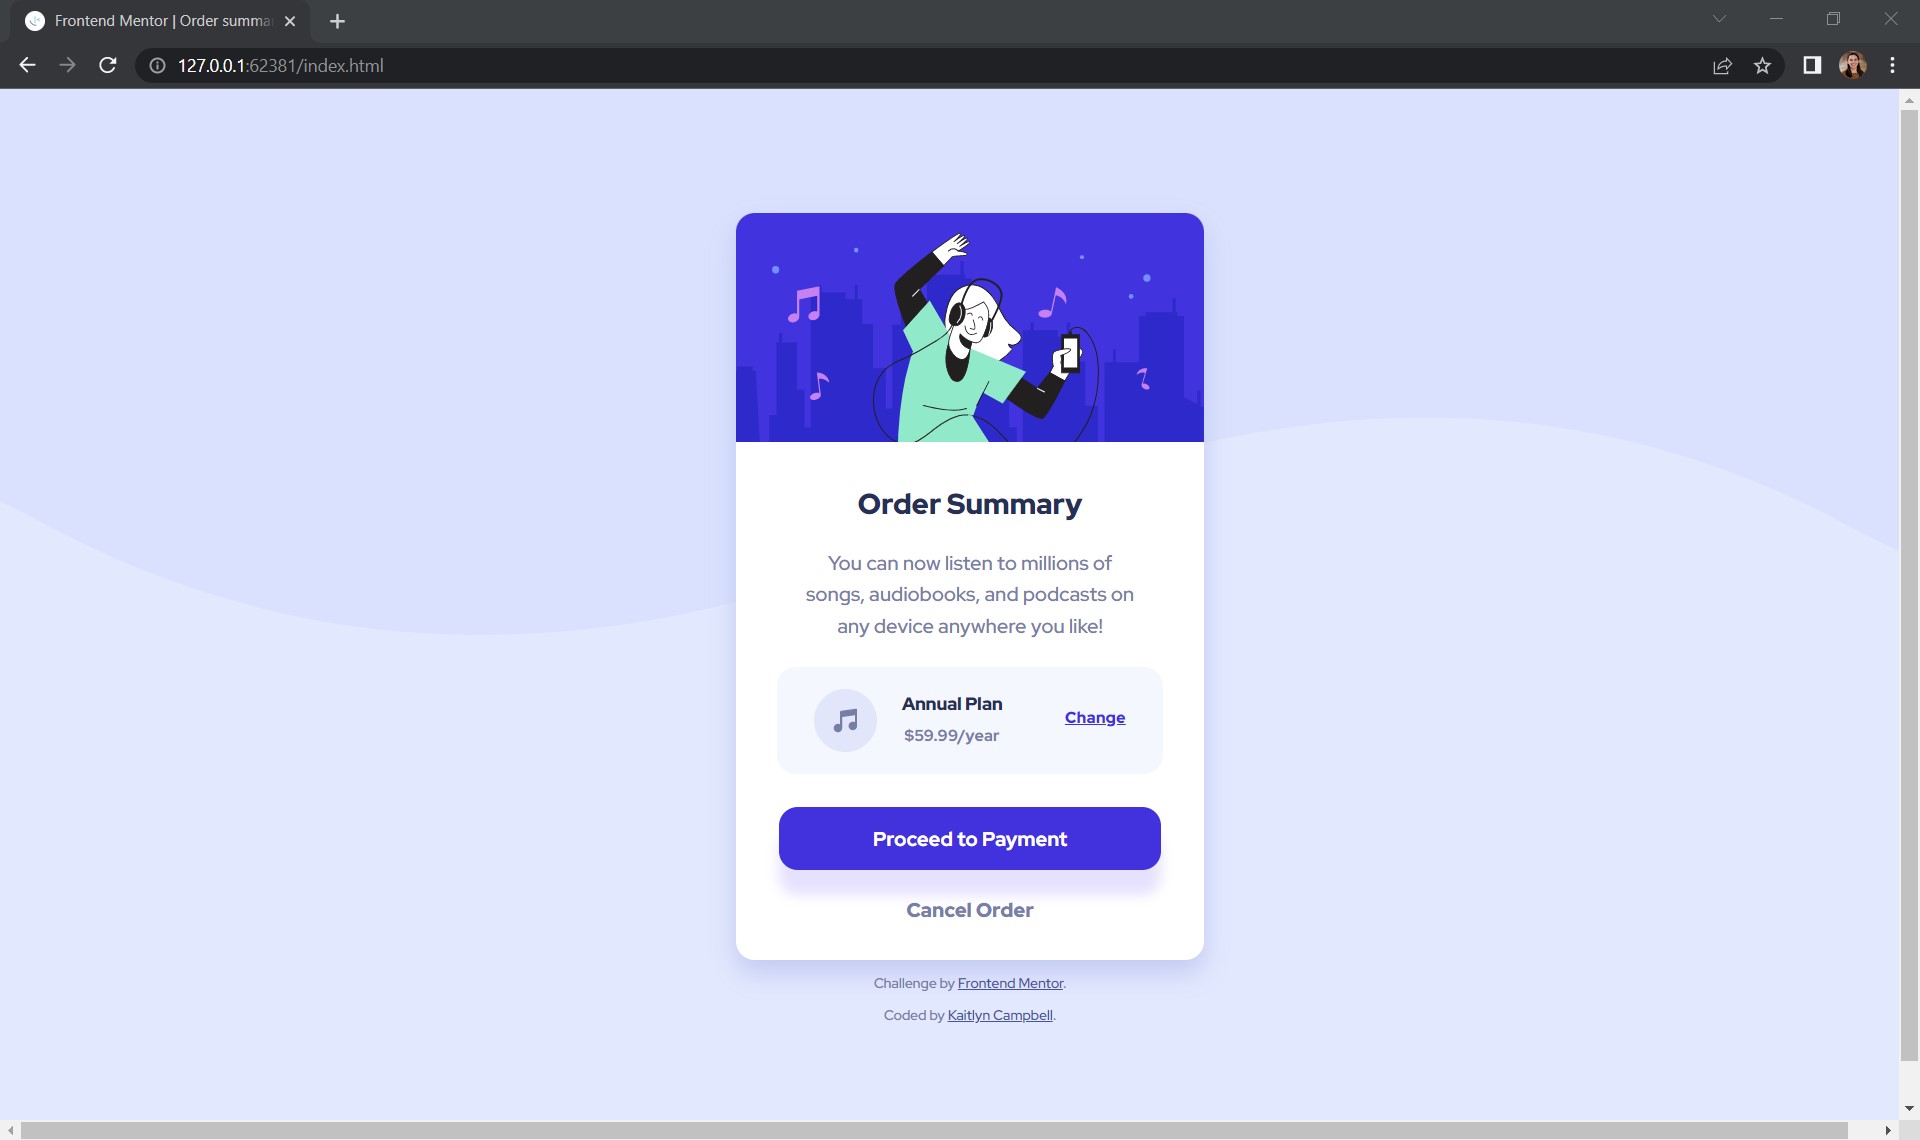 Frontend Mentor | Order summa
127.0.0.1:62381/index.html
Order Summary
You can now listen to millions of
songs, audiobooks, and podcasts on
any device anywhere you like!
Annual Plan
$59.99/year
Change
Proceed to Payment
Cancel Order
Challenge by Frontend Mentor.
Coded by Kaitlyn Campbell.